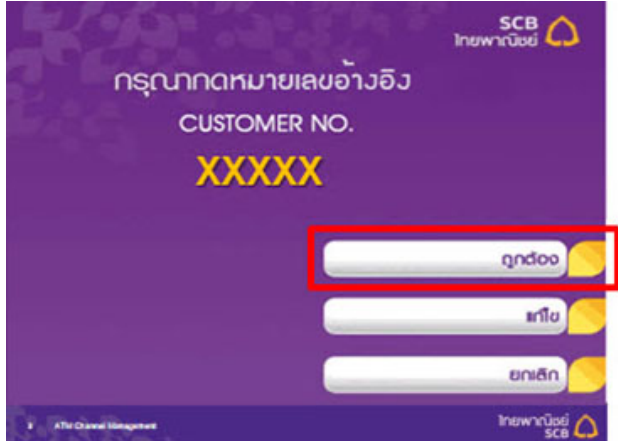 SCB
ไทยพาณิชย์
กรุณากดหมายเลขอ้างอิง
CUSTOMER NO.
XXXXX
ถูกต้อง
แก้ไข
ยกเลิก
3 ATM Channel Management
ไทยพาณิชย์
SCB